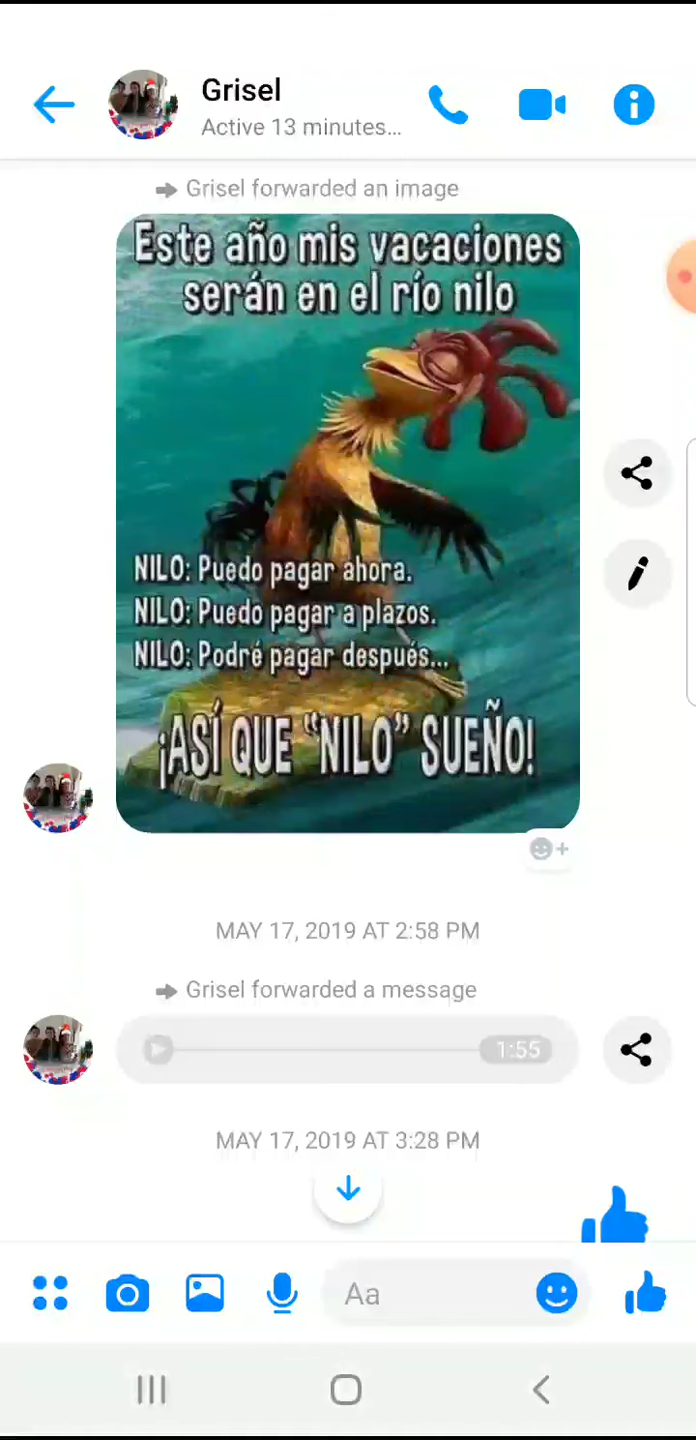 Grisel
Active 13 minutes...
Grisel forwarded an image
Este año mis vacaciones
serán en el río nilo
NILO: Puedo pagar ahora.
NILO: Puedo pagar a plazos.
NILO: Podré pagar después...
¡ASÍ QUE "NILO" SUEÑO!
MAY 17, 2019 AT 2:58 PM
Grisel forwarded a message
1:55
MAY 17, 2019 AT 3:28 PM
Aa